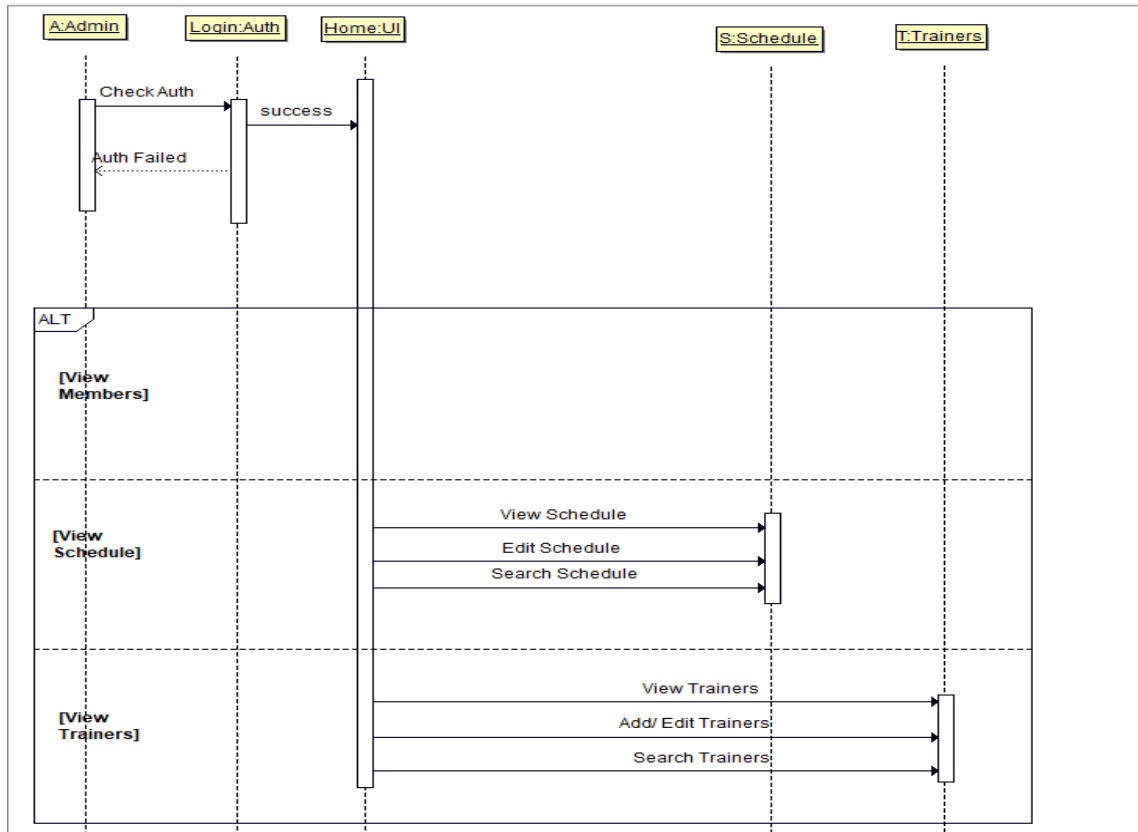 A:Admin
Login:Auth
Home:UI
S:Schedule
T:Trainers
Check Auth
success
Auth Failed
ALT
[View
Members]
[View
Schedule]
View Schedule
Edit Schedule
Search Schedule
[View
Trainers]
View Trainers
Add/ Edit Trainers
Search Trainers